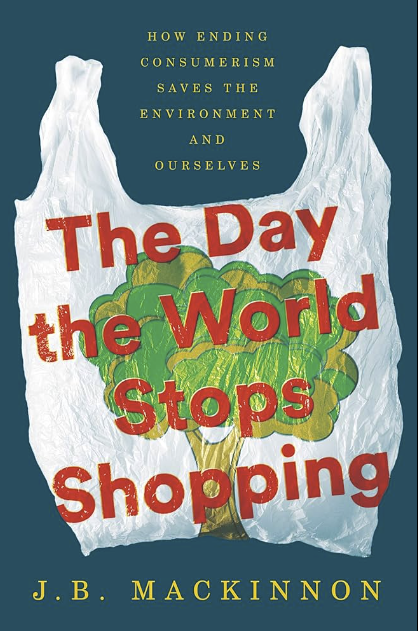 HOW ENDING
CONSUMERISM
SAVES THE
ENVIRONMENT
AND
OURSELVES
The Day
the World
Stops
Shopping
J.B. MACKINNON